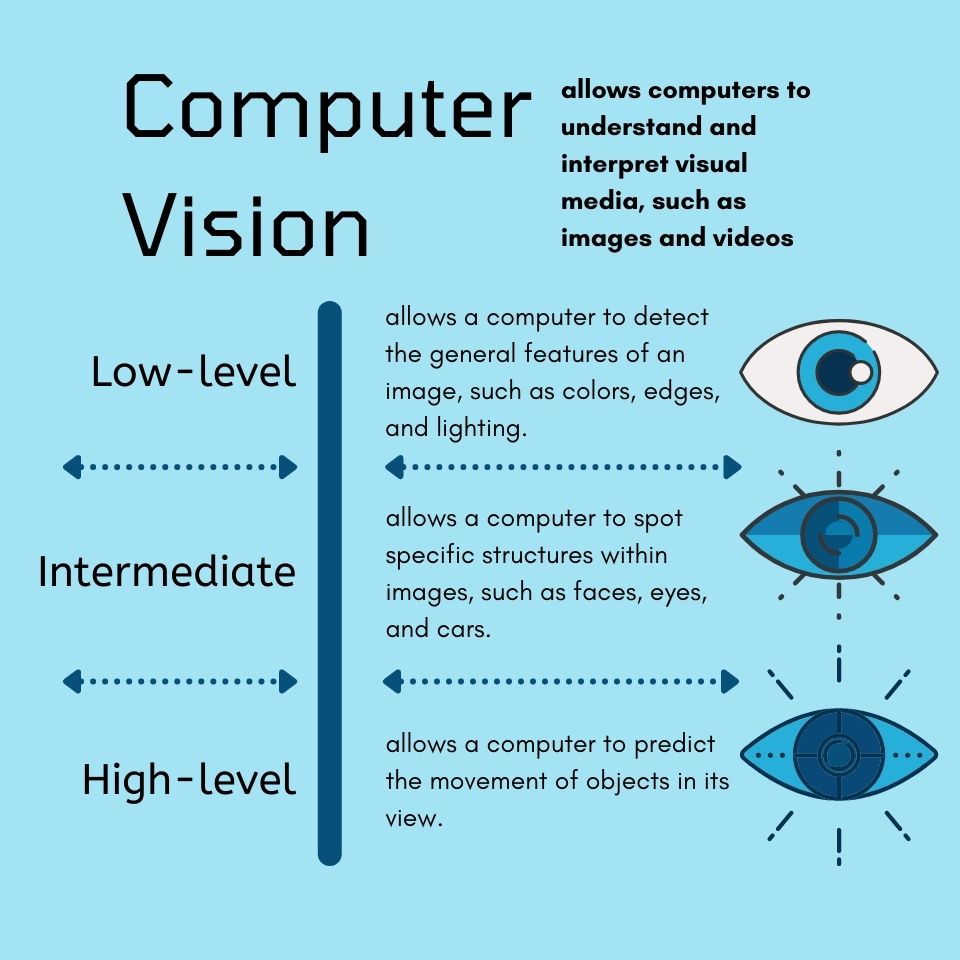 Computer
Vision
allows computers to
understand and
interpret visual
media, such as
images and videos
Low-level
allows a computer to detect
the general features of an
image, such as colors, edges,
and lighting.
Intermediate
allows a computer to spot
specific structures within
images, such as faces, eyes,
and cars.
High-level
allows a computer to predict
the movement of objects in its
view.